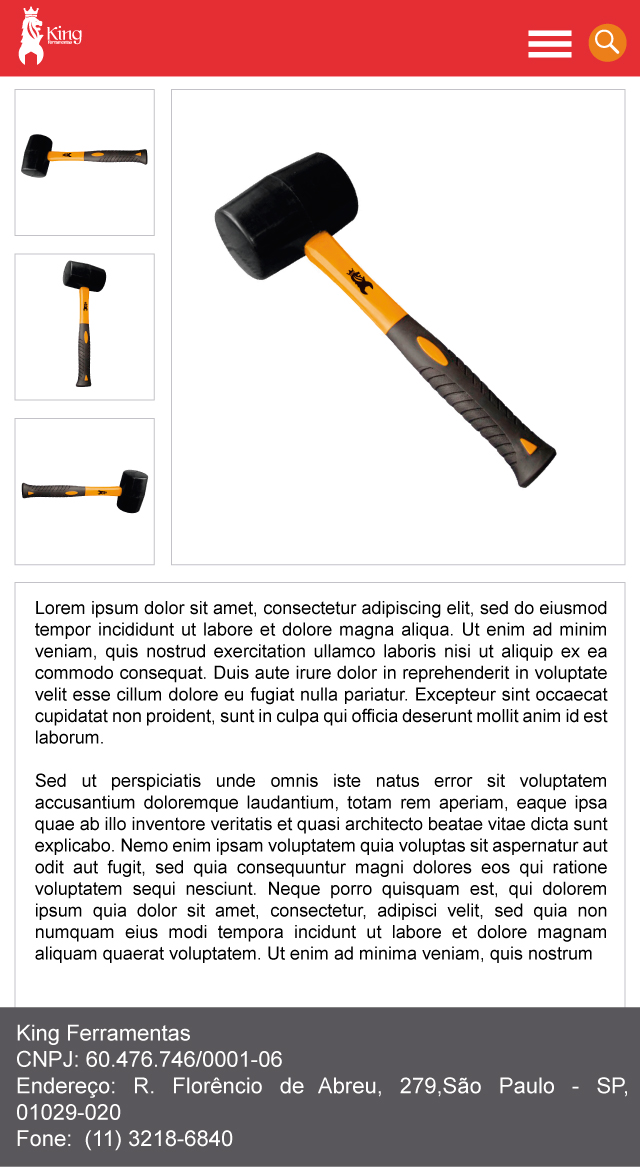 King
Ferramentas
Lorem ipsum dolor sit amet, consectetur adipiscing elit, sed do eiusmod
tempor incididunt ut labore et dolore magna aliqua. Ut enim ad minim
veniam, quis nostrud exercitation ullamco laboris nisi ut aliquip ex ea
commodo consequat. Duis aute irure dolor in reprehenderit in voluptate
velit esse cillum dolore eu fugiat nulla pariatur. Excepteur sint occaecat
cupidatat non proident, sunt in culpa qui officia deserunt mollit anim id est
laborum.
Sed ut perspiciatis unde omnis iste natus error sit voluptatem
accusantium doloremque laudantium, totam rem aperiam, eaque ipsa
quae ab illo inventore veritatis et quasi architecto beatae vitae dicta sunt
explicabo. Nemo enim ipsam voluptatem quia voluptas sit aspernatur aut
odit aut fugit, sed quia consequuntur magni dolores eos qui ratione
voluptatem sequi nesciunt. Neque porro quisquam est, qui dolorem
ipsum quia dolor sit amet, consectetur, adipisci velit, sed quia non
numquam eius modi tempora incidunt ut labore et dolore magnam
aliquam quaerat voluptatem. Ut enim ad minima veniam, quis nostrum
King Ferramentas
CNPJ: 60.476.746/0001-06
Endereço: R. Florêncio de Abreu, 279,São Paulo - SP,
01029-020
Fone:  (11) 3218-6840